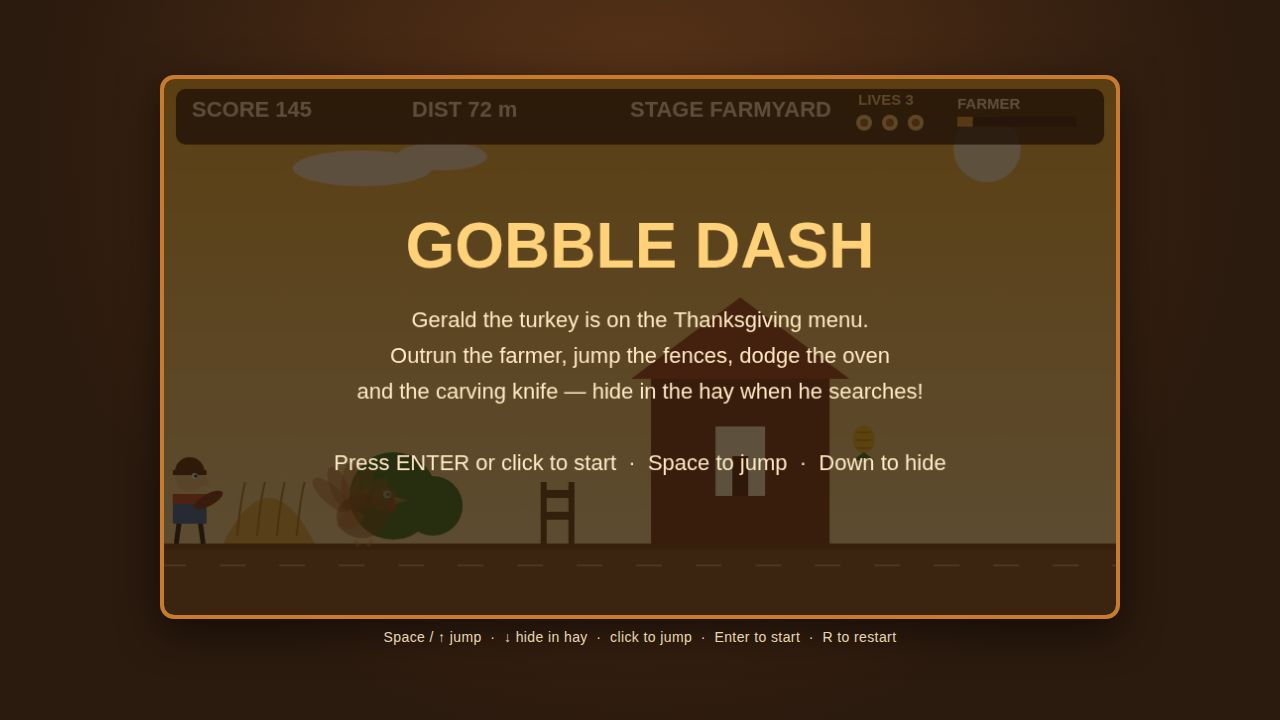 SCORE 145
DIST 72 m
STAGE FARMYARD
LIVES 3
FARMER
GOBBLE DASH
Gerald the turkey is on the Thanksgiving menu.
Outrun the farmer, jump the fences, dodge the oven
and the carving knife — hide in the hay when he searches!
Press ENTER or click to start · Space to jump · Down to hide
Space / ↑ jump · ↓ hide in hay · click to jump · Enter to start · R to restart